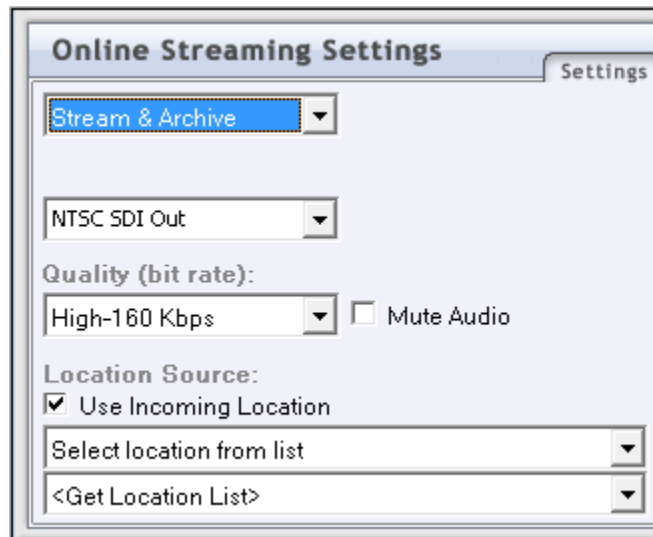 Online Streaming Settings
Settings
Stream & Archive
NTSC SDI Out
Quality (bit rate):
High-160 Kbps
Mute Audio
Location Source:
Use Incoming Location
Select location from list
<Get Location List>